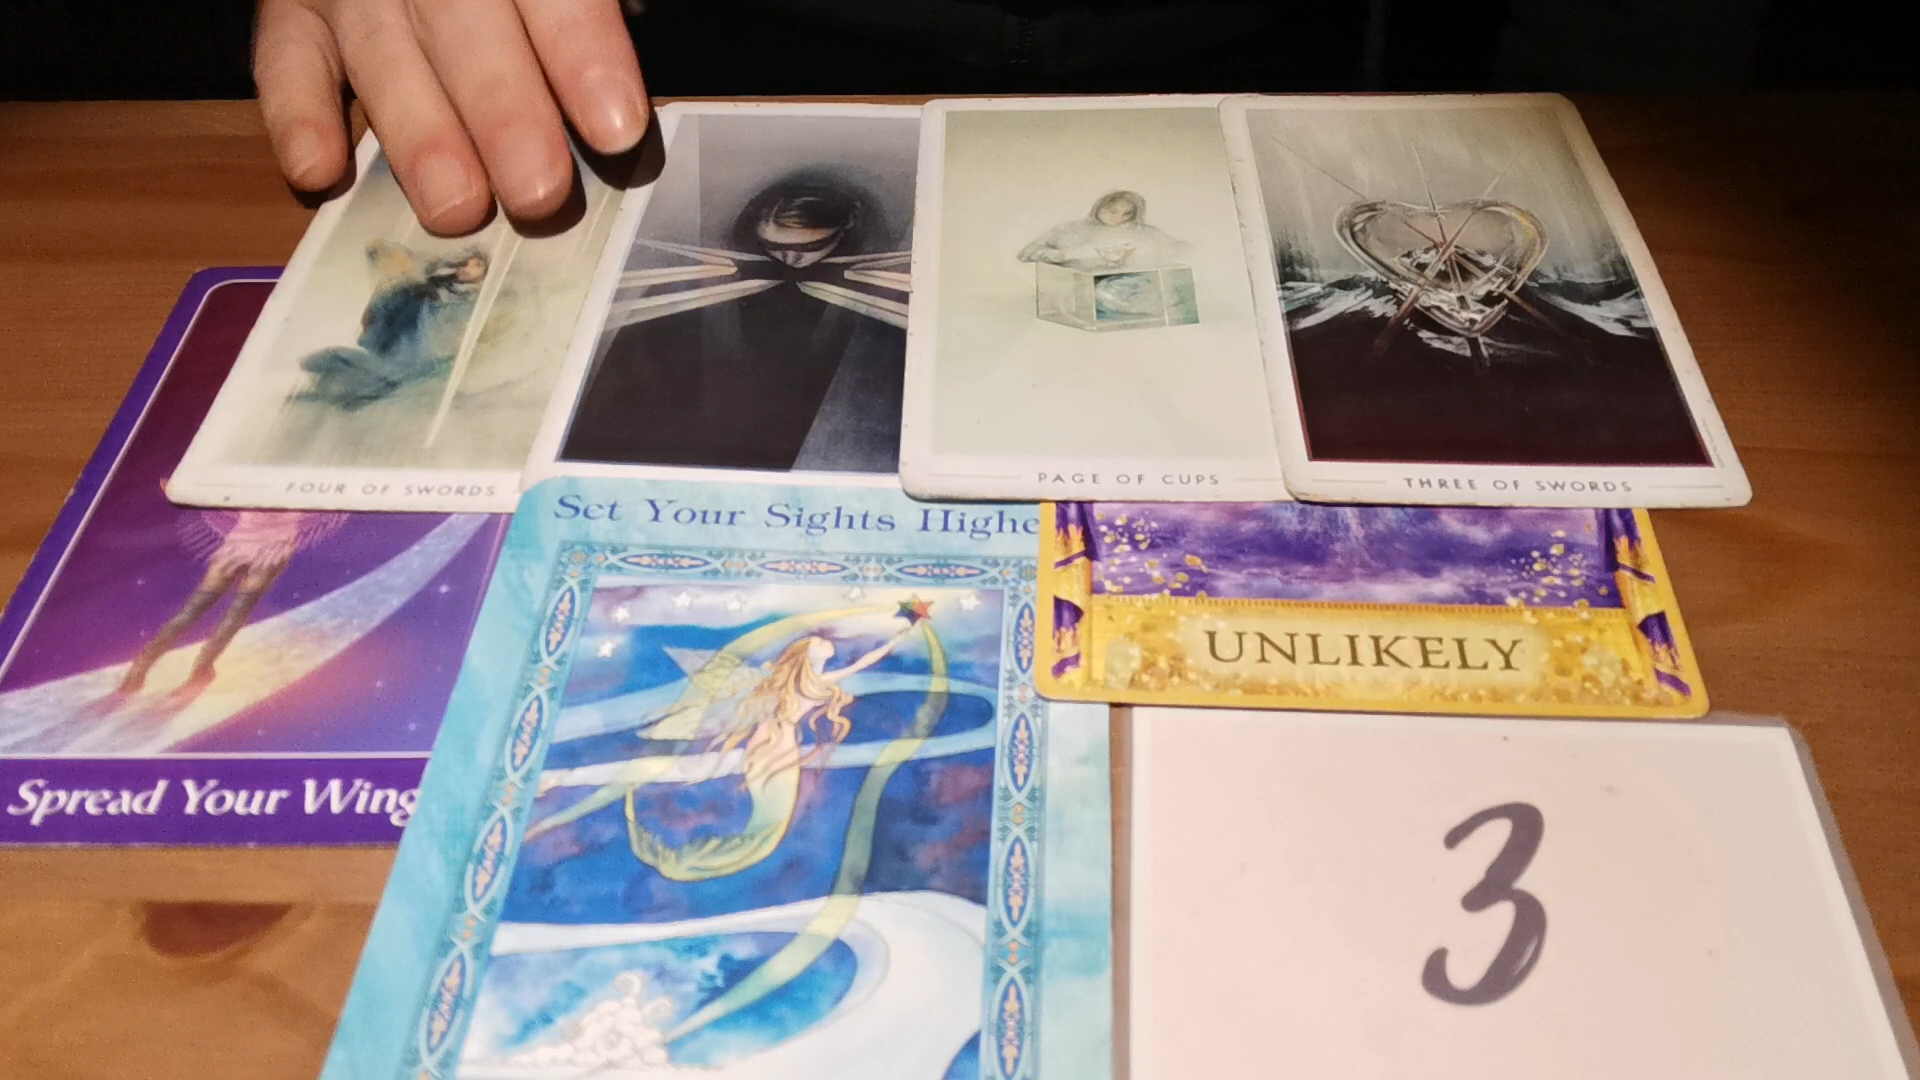 FOUR OF SWORDS
PAGE OF CUPS
THREE OF SWORDS
Set Your Sights Highe
UNLIKELY
Spread Your Wing
3